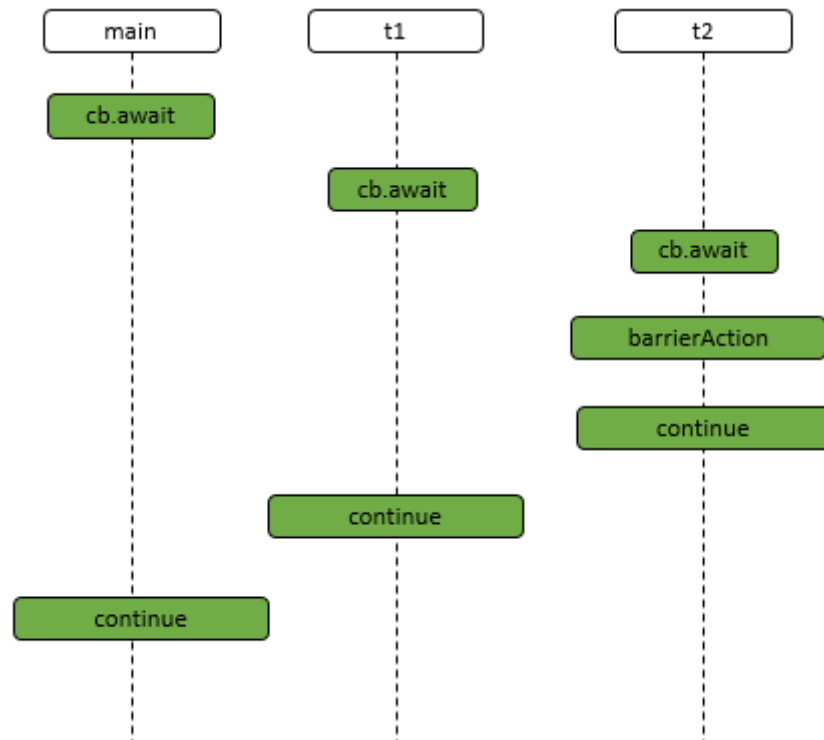 main
t1
t2
cb.await
cb.await
cb.await
barrierAction
continue
continue
continue